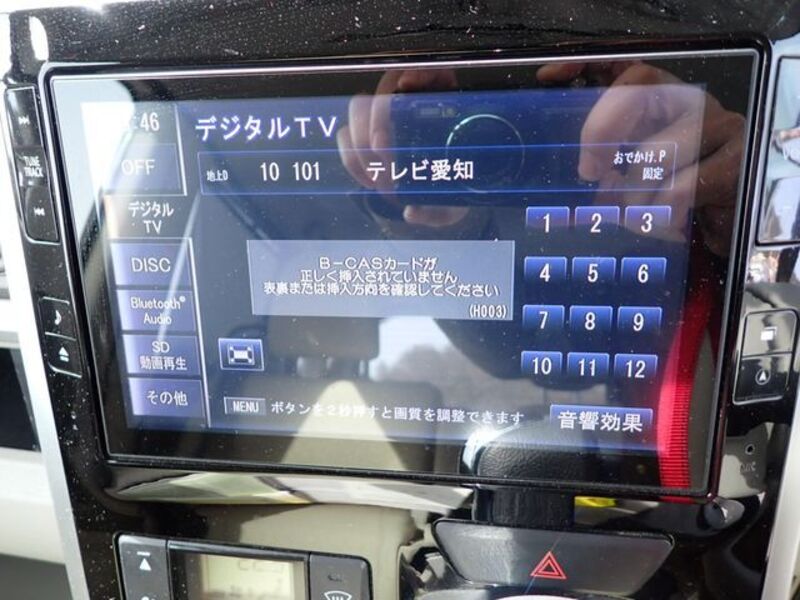 :46
デジタルTV
OFF
地上D 10 101 テレビ愛知 おでかけ.P
固定
TUNE
TRACK
デジタル
TV
1 2 3
DISC
B-CASカードが
正しく挿入されていません
表裏または挿入方向を確認してください
(H003)
4 5 6
Bluetooth®
Audio
7 8 9
SD
動画再生
10 11 12
その他
MENU ボタンを2秒押すと画質を調整できます
音響効果